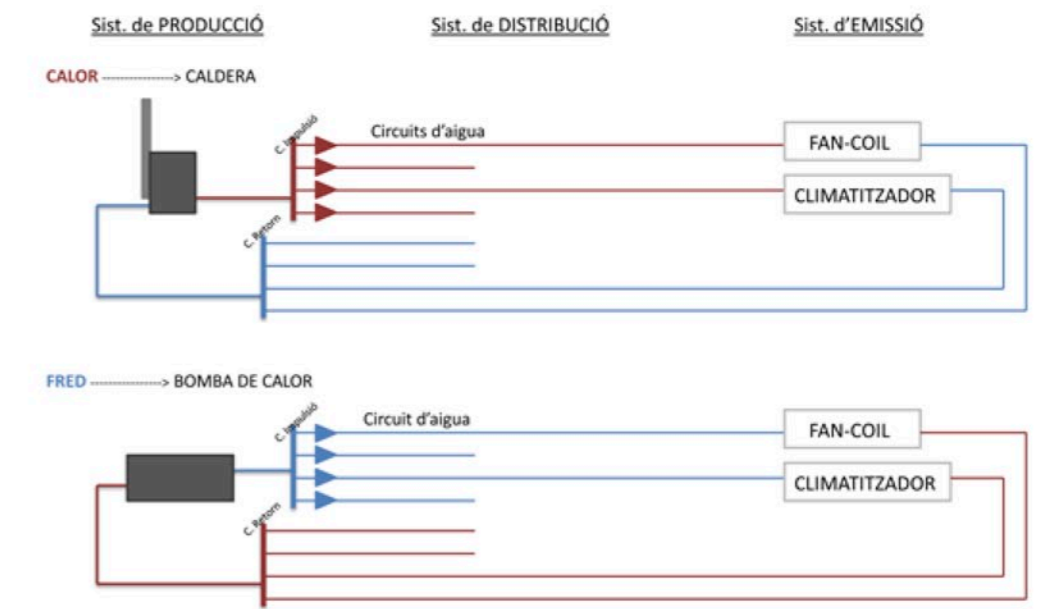 Sist. de PRODUCCIÓ
Sist. de DISTRIBUCIÓ
Sist. d'EMISSIÓ
CALOR ----------------> CALDERA
C. Impulsió
Circuits d'aigua
FAN-COIL
CLIMATITZADOR
C. Retorn
FRED ----------------> BOMBA DE CALOR
C. Impulsió
Circuit d'aigua
FAN-COIL
CLIMATITZADOR
C. Retorn